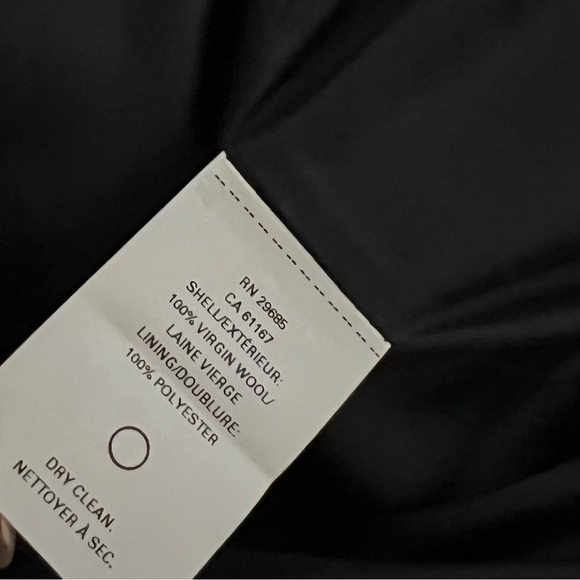 RN 29685
CA 61167
SHELL/EXTÉRIEUR:
100% VIRGIN WOOL/
LAINE VIERGE
LINING/DOUBLURE:
100% POLYESTER
DRY CLEAN.
NETTOYER À SEC.